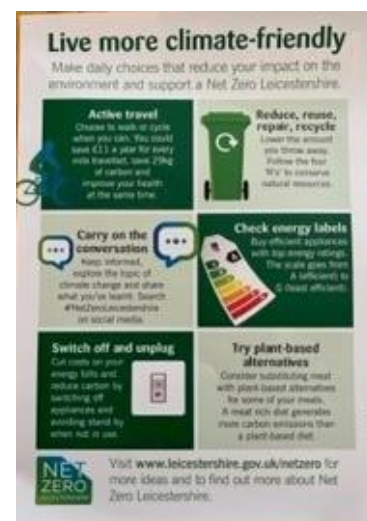 Live more climate-friendly
Make daily choices that reduce your impact on the
environment and support a Net Zero Leicestershire.
Active travel
Choose to walk or cycle
when you can. You could
save £11 a year for every
mile travelled, save 29kg
of carbon and
improve your health
at the same time.
Reduce, reuse,
repair, recycle
Lower the amount
you throw away.
Follow the four
'R's' to conserve
natural resources.
Carry on the
conversation
Keep informed,
explore the topic of
climate change and share
what you've learnt. Search
#NetZeroLeicestershire
on social media.
Check energy labels
Buy efficient appliances
with top energy ratings.
The scale goes from
A (efficient) to
G (least efficient).
Switch off and unplug
Cut costs on your
energy bills and
reduce carbon by
switching off
appliances and
avoiding stand by
when not in use.
Try plant-based
alternatives
Consider substituting meat
with plant-based alternatives
for some of your meals.
A meat rich diet generates
more carbon emissions than
a plant-based diet.
NET
ZERO
Visit www.leicestershire.gov.uk/netzero for
more ideas and to find out more about Net
Zero Leicestershire.